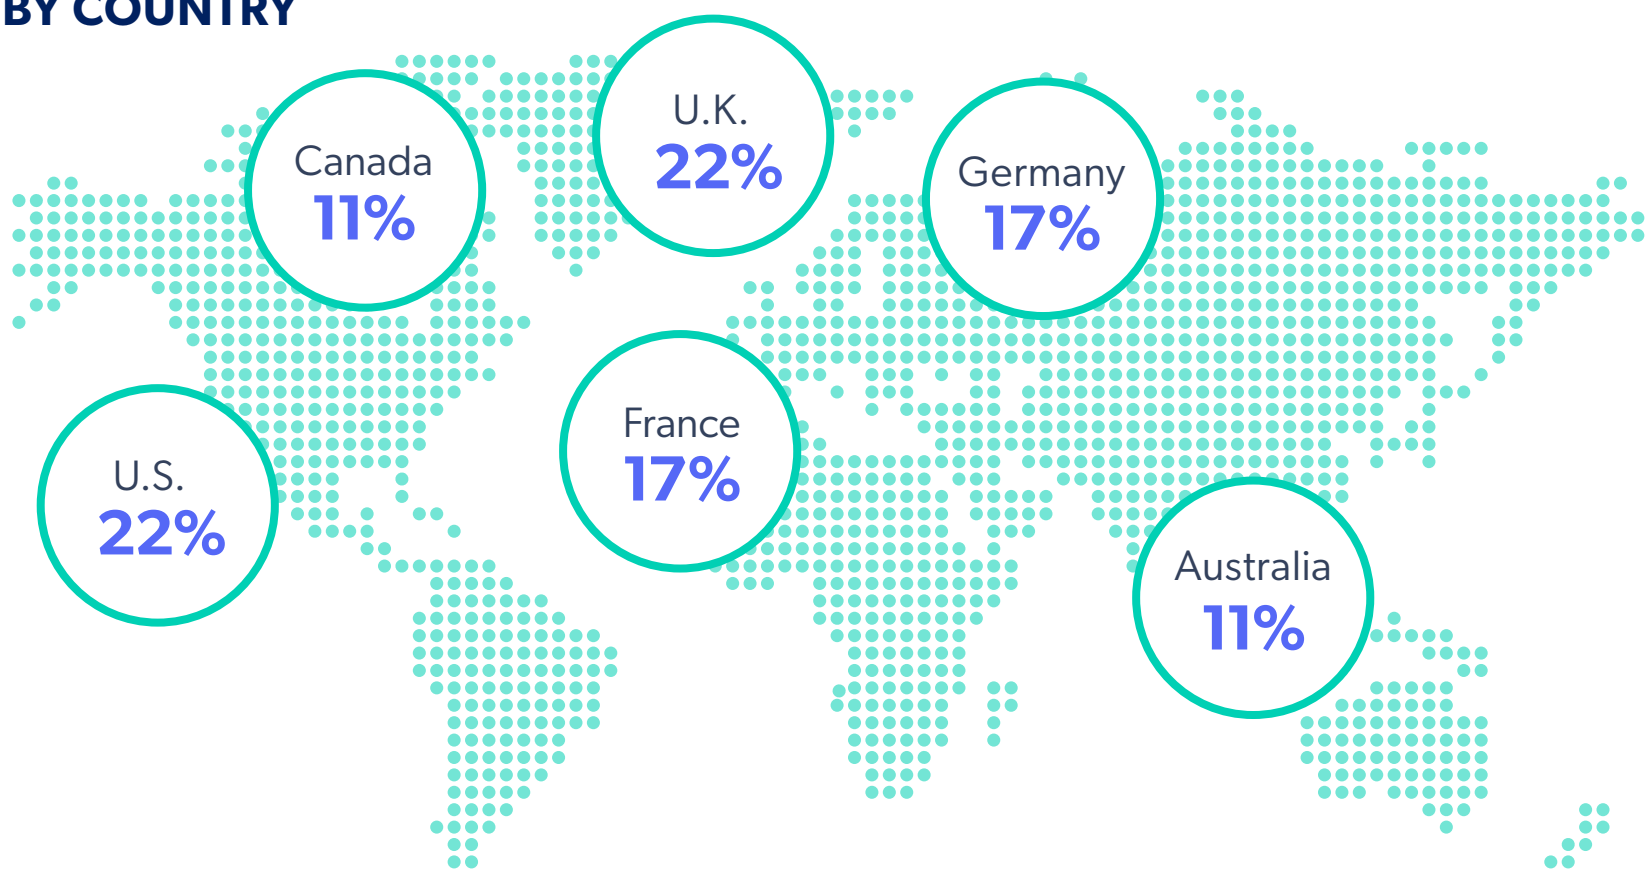 BY COUNTRY
U.K.
22%
Canada
11%
Germany
17%
France
17%
U.S.
22%
Australia
11%